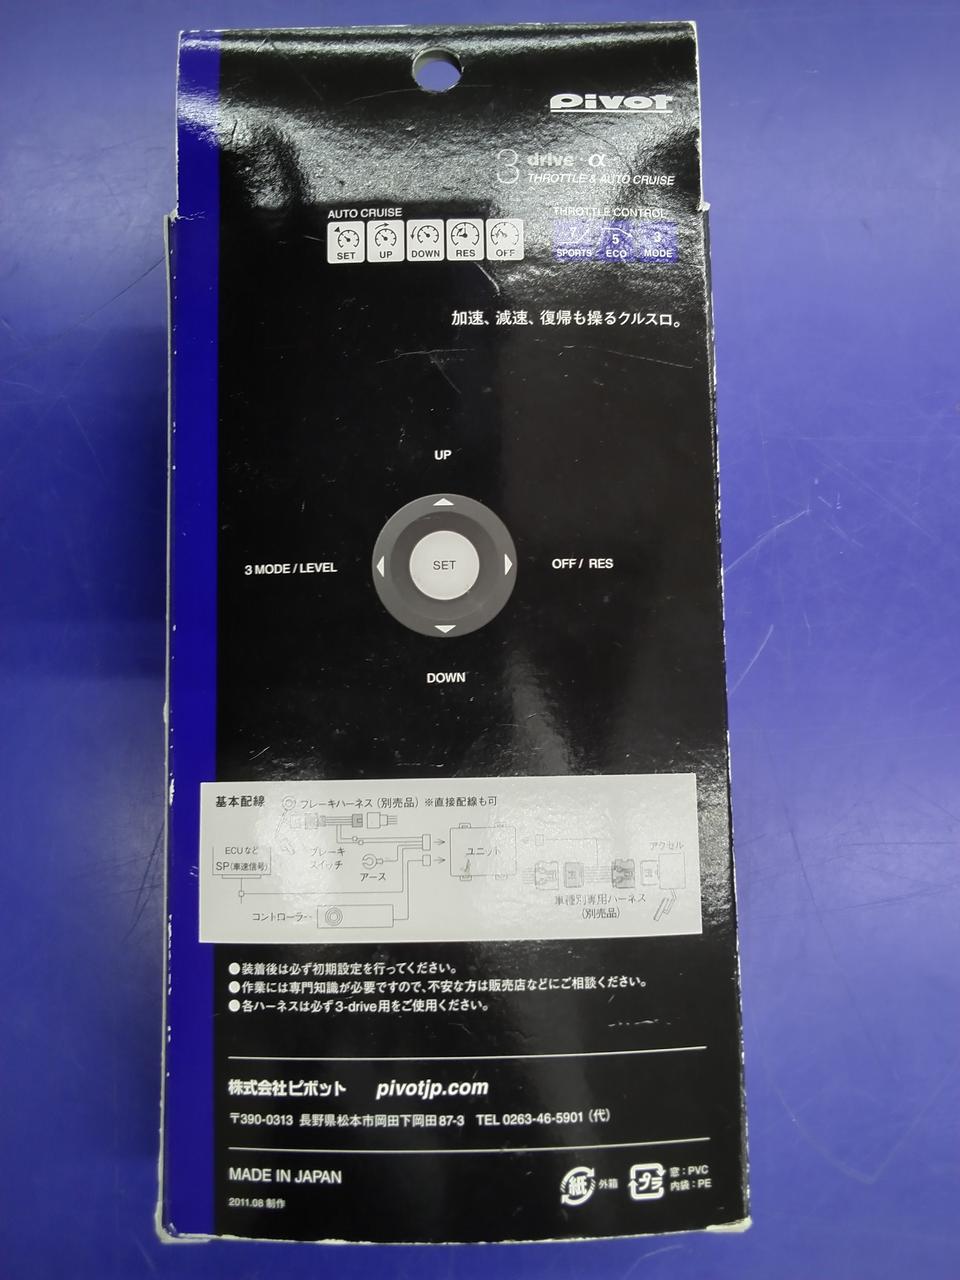 pivot
3 drive・α
THROTTLE & AUTO CRUISE
AUTO CRUISE
SET UP DOWN RES OFF
THROTTLE CONTROL
7 SPORTS 5 ECO 3 MODE
加速、減速、復帰も操るクルスロ。
UP
3 MODE / LEVEL
SET
OFF / RES
DOWN
基本配線
ブレーキハーネス（別売品）※直接配線も可
ECUなど
SP（車速信号）
ブレーキ
スイッチ
アース
ユニット
アクセル
コントローラー
車種別専用ハーネス
（別売品）
●装着後は必ず初期設定を行ってください。
●作業には専門知識が必要ですので、不安な方は販売店などにご相談ください。
●各ハーネスは必ず3-drive用をご使用ください。
株式会社ピボット pivotjp.com
〒390-0313 長野県松本市岡田下岡田87-3 TEL 0263-46-5901（代）
MADE IN JAPAN
2011.08 制作
紙 外箱
プラ 窓：PVC
内袋：PE